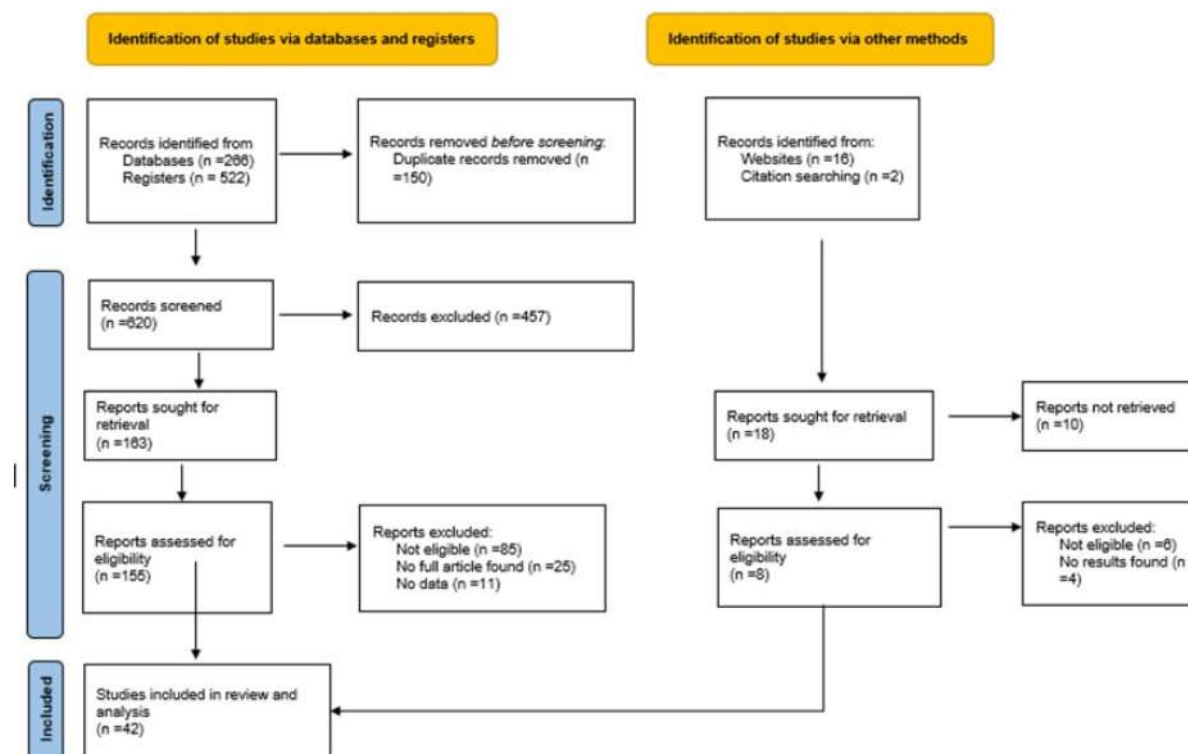 Identification of studies via databases and registers
Identification of studies via other methods
Identification
Records identified from
Databases (n =266)
Registers (n = 522)
Records removed before screening:
Duplicate records removed (n
=150)
Records identified from:
Websites (n =16)
Citation searching (n =2)
Screening
Records screened
(n =620)
Records excluded (n =457)
Reports sought for
retrieval
(n =163)
Reports sought for retrieval
(n =18)
Reports not retrieved
(n =10)
Reports assessed for
eligibility
(n =155)
Reports excluded:
Not eligible (n =85)
No full article found (n =25)
No data (n =11)
Reports assessed for
eligibility
(n =8)
Reports excluded:
Not eligible (n =6)
No results found (n
=4)
Included
Studies included in review and
analysis
(n =42)